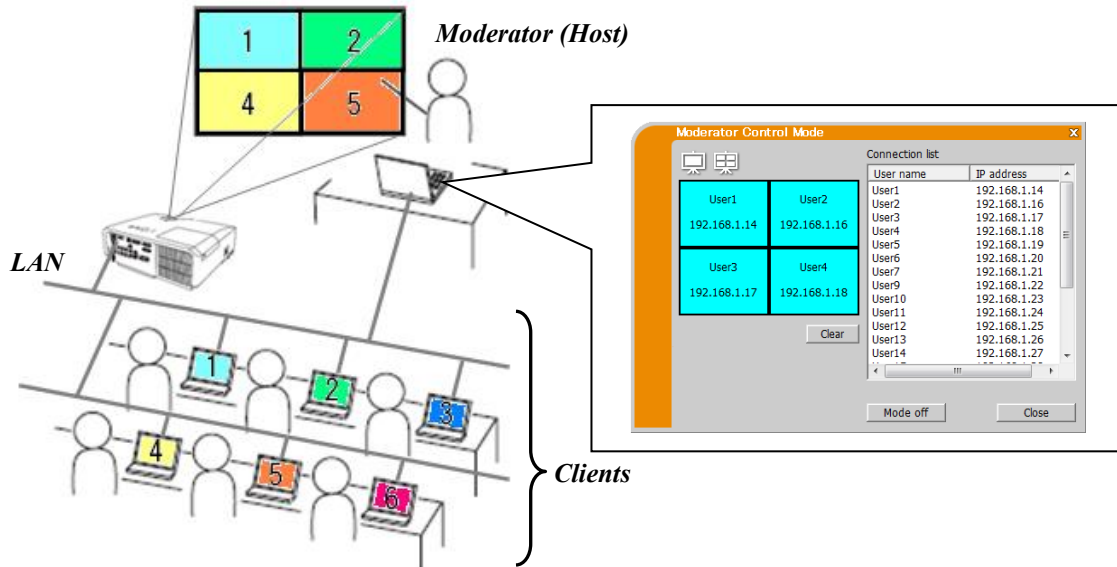 Moderator (Host)
1
2
4
5
LAN
1
2
3
4
5
6
Clients
Moderator Control Mode
x
Connection list
User name IP address
User1 192.168.1.14
User2 192.168.1.16
User3 192.168.1.17
User4 192.168.1.18
User5 192.168.1.19
User6 192.168.1.20
User7 192.168.1.21
User9 192.168.1.22
User10 192.168.1.23
User11 192.168.1.24
User12 192.168.1.25
User13 192.168.1.26
User14 192.168.1.27
User1 User2
192.168.1.14 192.168.1.16
User3 User4
192.168.1.17 192.168.1.18
Clear
Mode off Close